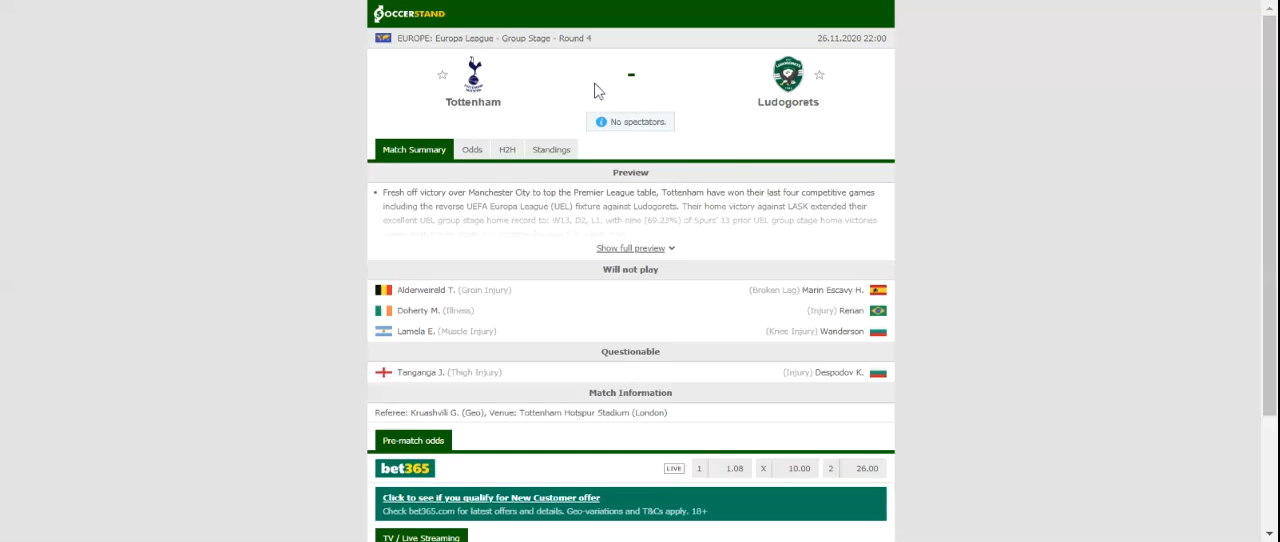 SOCCERSTAND
EUROPE: Europa League - Group Stage - Round 4 26.11.2020 22:00
-
Tottenham Ludogorets
No spectators.
Match Summary Odds H2H Standings
Preview
Fresh off victory over Manchester City to top the Premier League table, Tottenham have won their last four competitive games
including the reverse UEFA Europa League (UEL) fixture against Ludogorets. Their home victory against LASK extended their
excellent UEL group stage home record to: W13, D2, L1, with nine (69.23%) of Spurs' 13 prior UEL group stage home victories
Show full preview
Will not play
Alderweireld T. (Groin Injury) (Broken Leg) Marin Escavy H.
Doherty M. (Illness) (Injury) Renan
Lamela E. (Muscle Injury) (Knee Injury) Wanderson
Questionable
Tanganga J. (Thigh Injury) (Injury) Despodov K.
Match Information
Referee: Kruashvili G. (Geo), Venue: Tottenham Hotspur Stadium (London)
Pre-match odds
bet365 LIVE 1 1.08 X 10.00 2 26.00
Click to see if you qualify for New Customer offer
Check bet365.com for latest offers and details. Geo-variations and T&Cs apply. 18+
TV / Live Streaming